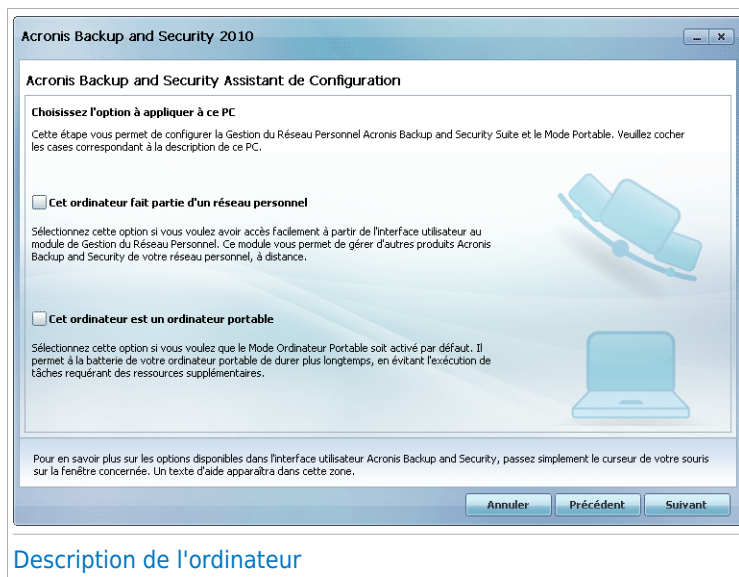 Acronis Backup and Security 2010
Acronis Backup and Security Assistant de Configuration
Choisissez l'option à appliquer à ce PC
Cette étape vous permet de configurer la Gestion du Réseau Personnel Acronis Backup and Security Suite et le Mode Portable. Veuillez cocher
les cases correspondant à la description de ce PC.
Cet ordinateur fait partie d'un réseau personnel
Sélectionnez cette option si vous voulez avoir accès facilement à partir de l'interface utilisateur au
module de Gestion du Réseau Personnel. Ce module vous permet de gérer d'autres produits Acronis
Backup and Security de votre réseau personnel, à distance.
Cet ordinateur est un ordinateur portable
Sélectionnez cette option si vous voulez que le Mode Ordinateur Portable soit activé par défaut. Il
permet à la batterie de votre ordinateur portable de durer plus longtemps, en évitant l'exécution de
tâches requérant des ressources supplémentaires.
Pour en savoir plus sur les options disponibles dans l'interface utilisateur Acronis Backup and Security, passez simplement le curseur de votre souris
sur la fenêtre concernée. Un texte d'aide apparaîtra dans cette zone.
Annuler Précédent Suivant
Description de l'ordinateur